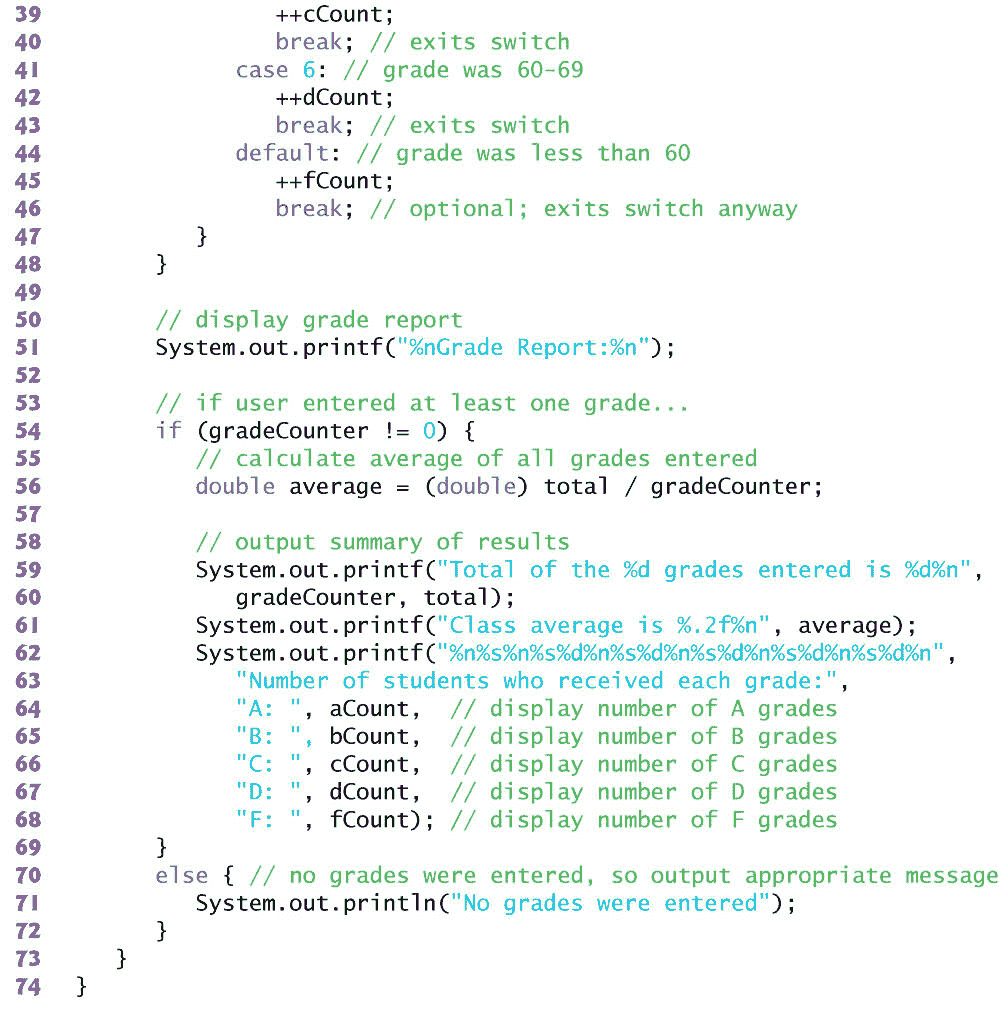 39                   ++cCount;
40                   break; // exits switch
41                case 6: // grade was 60–69
42                   ++dCount;
43                   break; // exits switch
44                default: // grade was less than 60
45                   ++fCount;
46                   break; // optional; exits switch anyway
47             }
48          }
49
50          // display grade report
51          System.out.printf("%nGrade Report:%n");
52
53          // if user entered at least one grade...
54          if (gradeCounter != 0) {
55             // calculate average of all grades entered
56             double average = (double) total / gradeCounter;
57
58             // output summary of results
59             System.out.printf("Total of the %d grades entered is %d%n",
60                gradeCounter, total);
61             System.out.printf("Class average is %.2f%n", average);
62             System.out.printf("%n%s%n%s%d%n%s%d%n%s%d%n%s%d%n%s%d%n",
63                "Number of students who received each grade:",
64                "A: ", aCount,  // display number of A grades
65                "B: ", bCount,  // display number of B grades
66                "C: ", cCount,  // display number of C grades
67                "D: ", dCount,  // display number of D grades
68                "F: ", fCount); // display number of F grades
69          }
70          else { // no grades were entered, so output appropriate message
71             System.out.println("No grades were entered");
72          }
73       }
74    }